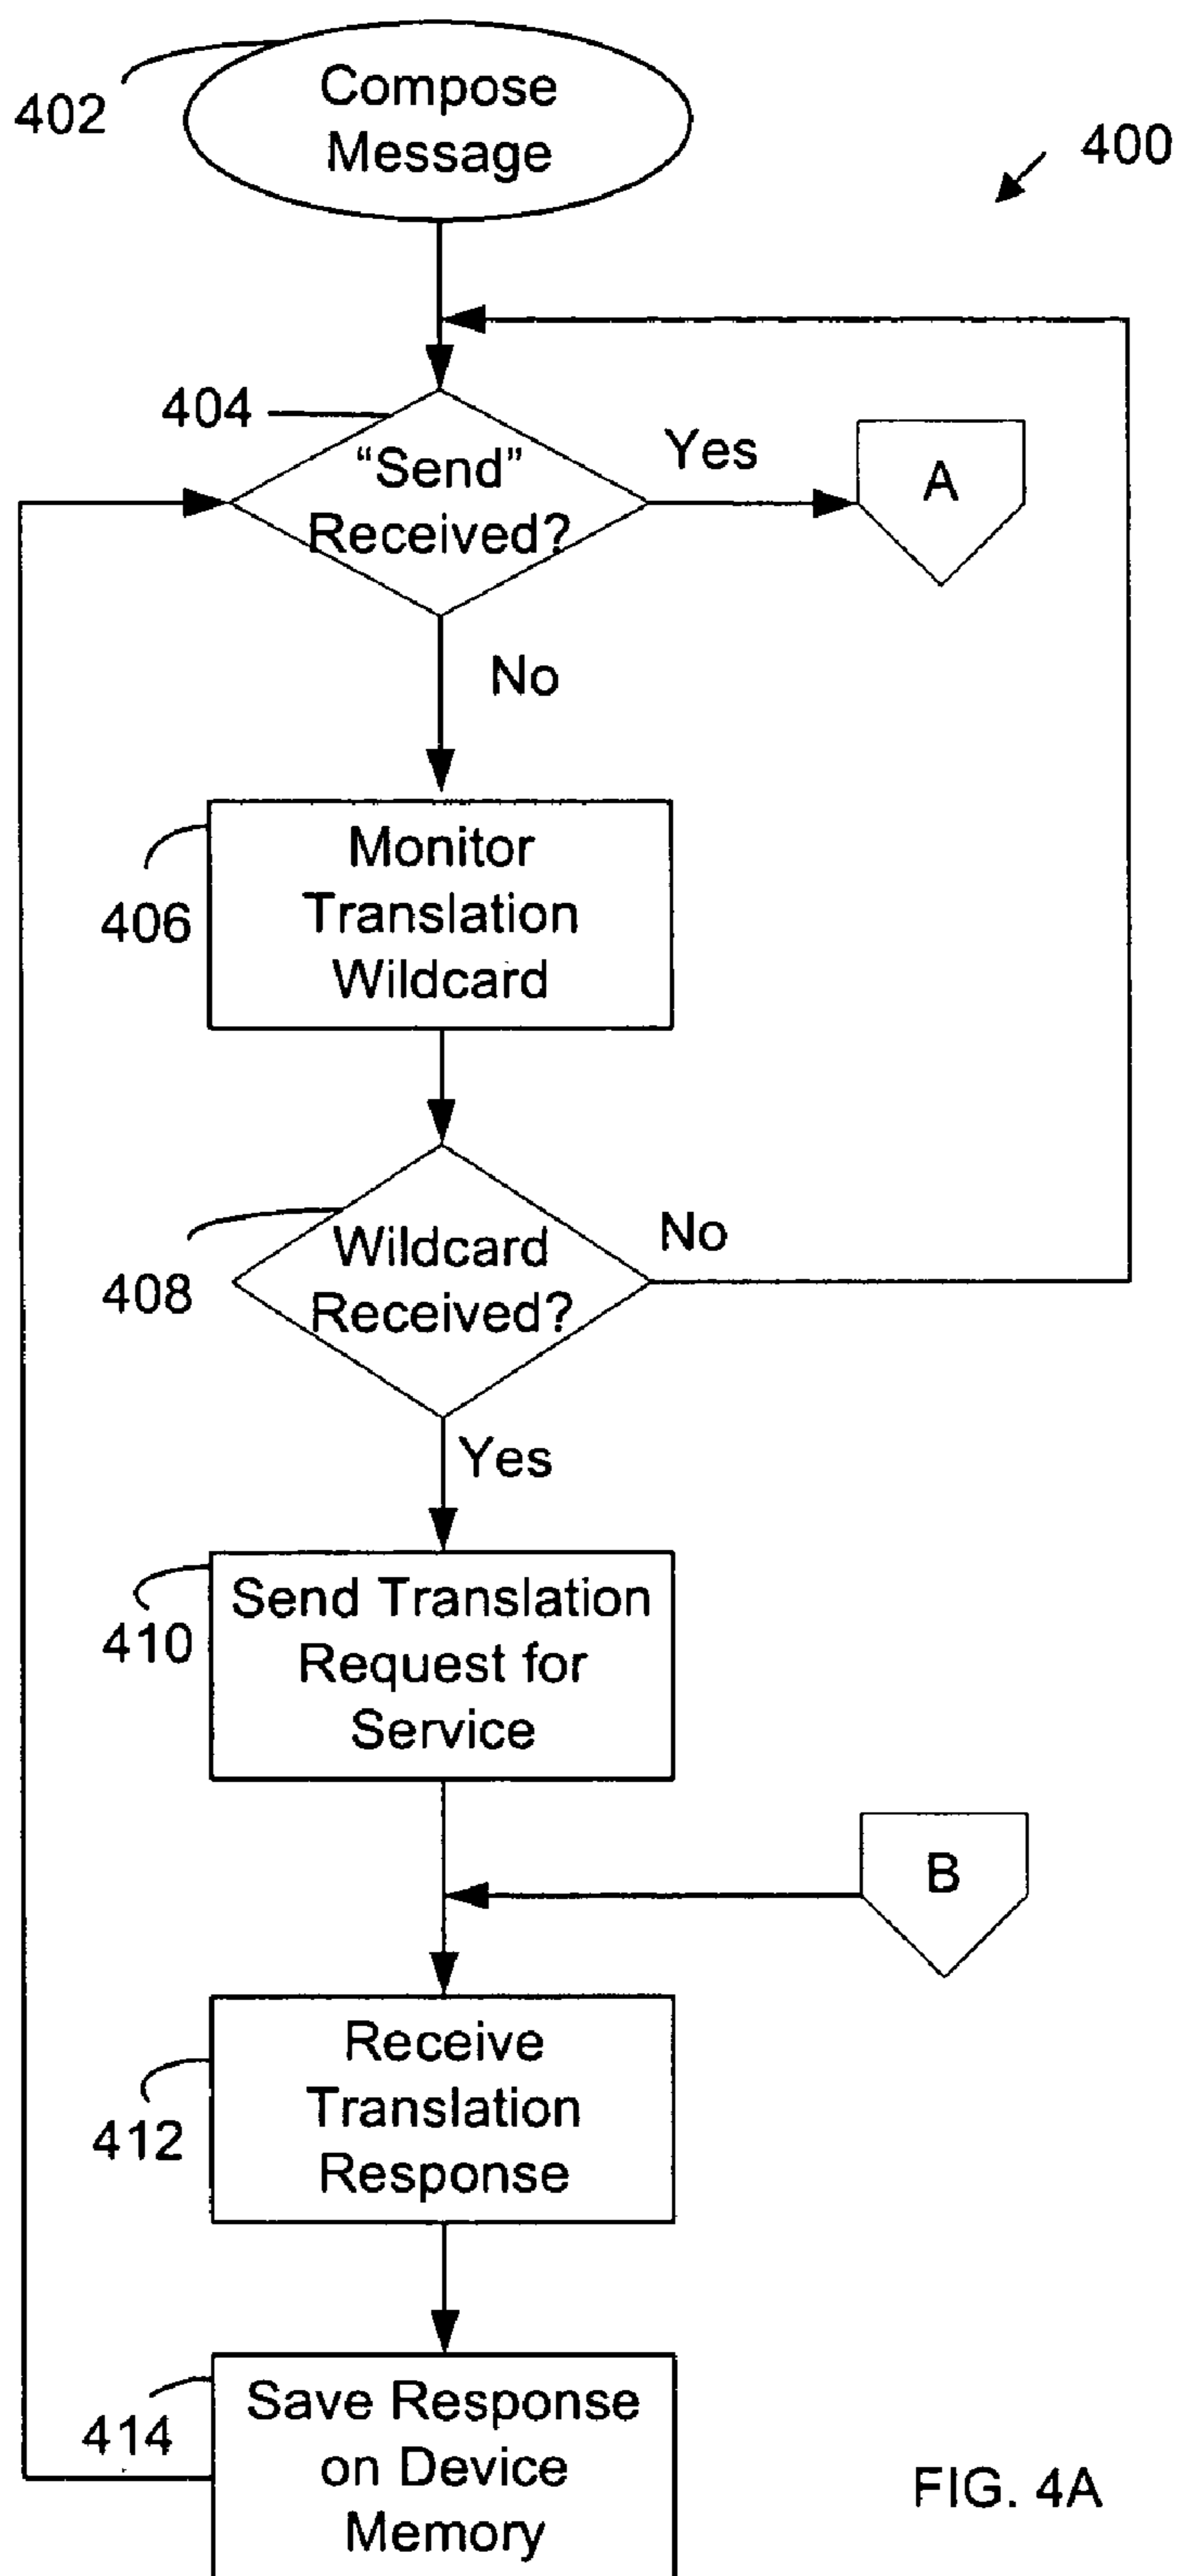 Compose
Message
402
400
404
“Send”
Received?
Yes
A
No
Monitor
Translation
Wildcard
406
Wildcard
Received?
No
408
Yes
Send Translation
Request for
Service
410
B
Receive
Translation
Response
412
Save Response
on Device
Memory
414
FIG. 4A